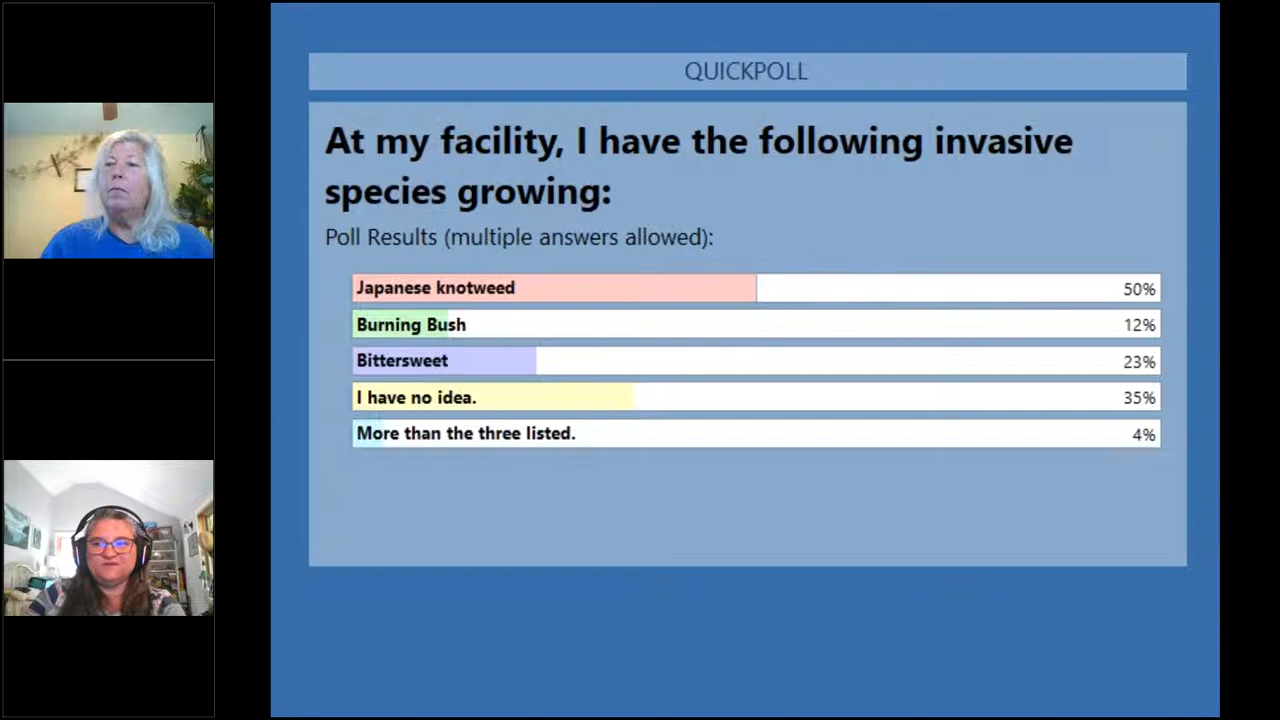 QUICKPOLL
At my facility, I have the following invasive
species growing:
Poll Results (multiple answers allowed):
Japanese knotweed 50%
Burning Bush 12%
Bittersweet 23%
I have no idea. 35%
More than the three listed. 4%